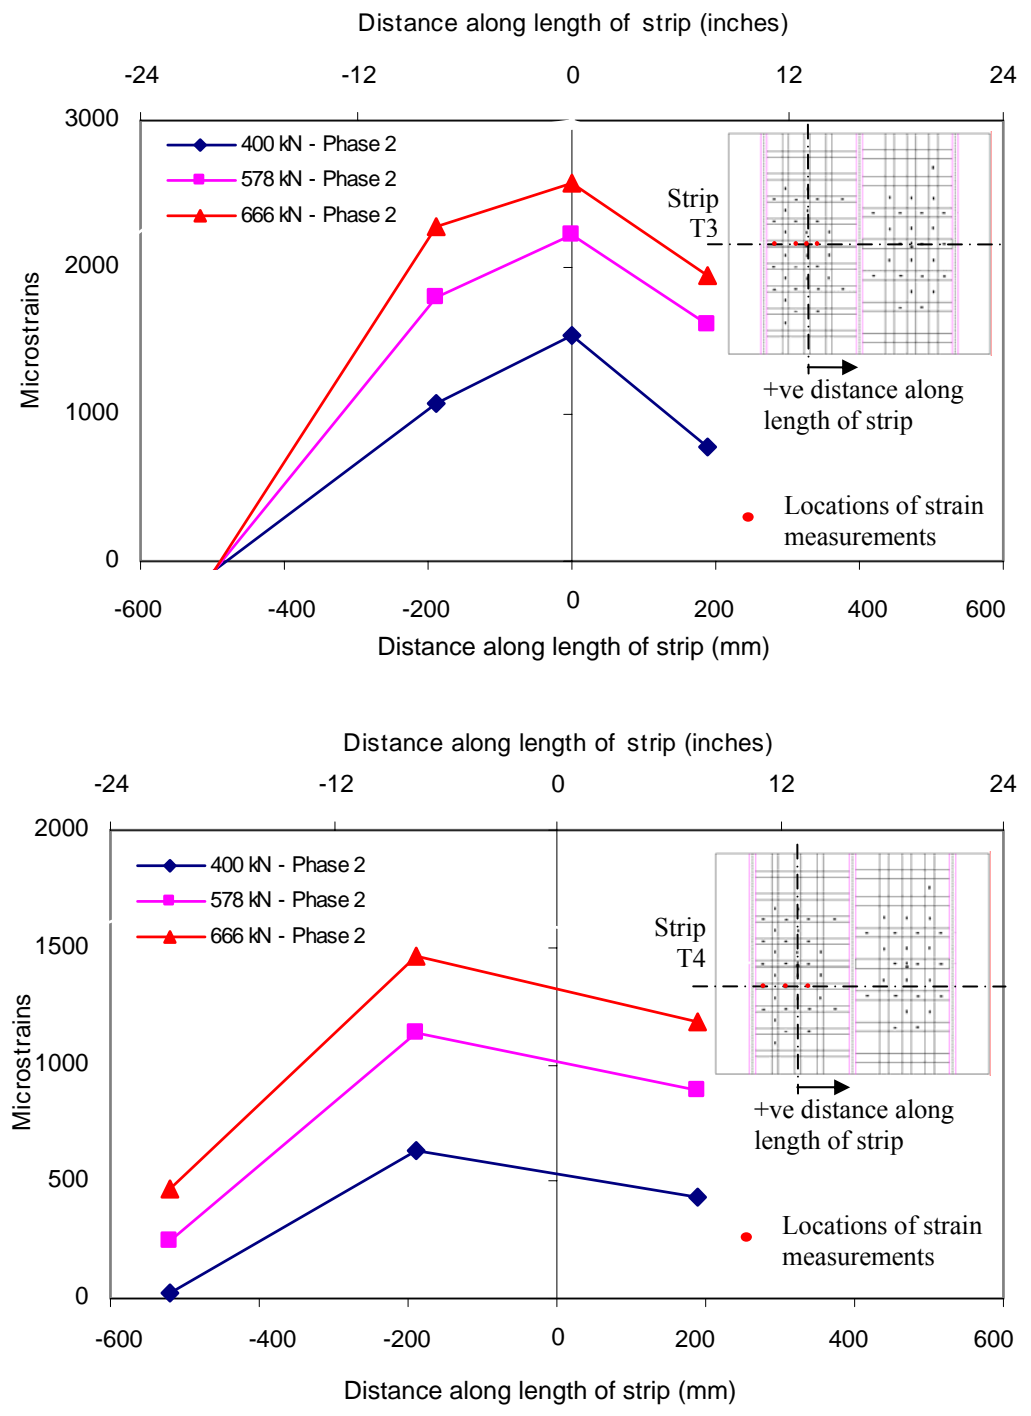 Distance along length of strip (inches)
-24 -12 0 12 24
3000
400 kN - Phase 2
578 kN - Phase 2
666 kN - Phase 2
Strip
T3
2000
Microstrains
+ve distance along
length of strip
1000
Locations of strain
measurements
0
-600 -400 -200 0 200 400 600
Distance along length of strip (mm)
Distance along length of strip (inches)
-24 -12 0 12 24
2000
400 kN - Phase 2
578 kN - Phase 2
666 kN - Phase 2
Strip
T4
1500
Microstrains
1000
+ve distance along
length of strip
500
Locations of strain
measurements
0
-600 -400 -200 0 200 400 600
Distance along length of strip (mm)